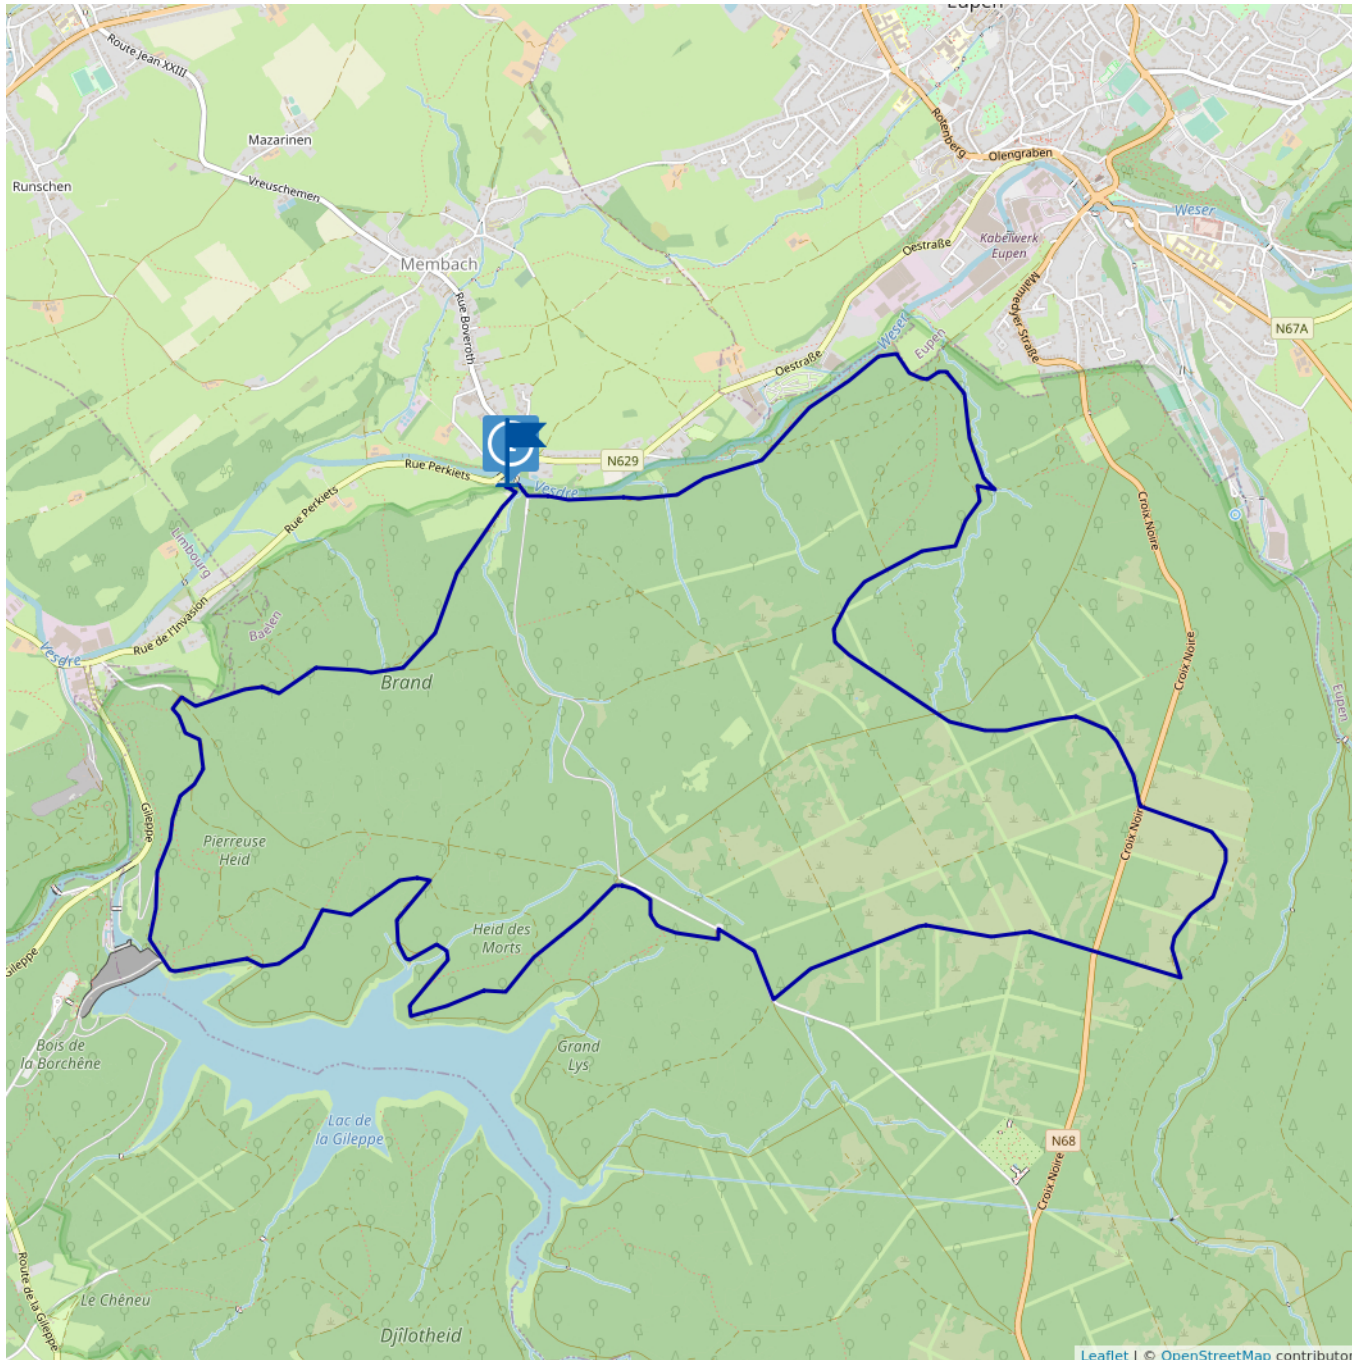 Eupen
Route Jean XXIII
Mazarinen
Runschen
Vreuschemen
Rotenberg
Olengraben
Weser
Kabelwerk
Eupen
Oestraße
Membach
Rue Boveroth
Malmedyer Straße
N67A
Weser
Eupen
Oestraße
Rue Perkiets
N629
Vesdre
Rue Perkiets
Croix Noire
Limbourg
Baelen
Rue de l'Invasion
Vesdre
Brand
Croix Noire
Eupen
Gileppe
Pierreuse
Heid
Croix Noire
Heid des
Morts
Gileppe
Bois de
la Borchêne
Grand
Lys
Lac de
la Gileppe
N68
Croix Noire
Route de la Gileppe
Le Chêneu
Djîlotheid
Leaflet | © OpenStreetMap contributor